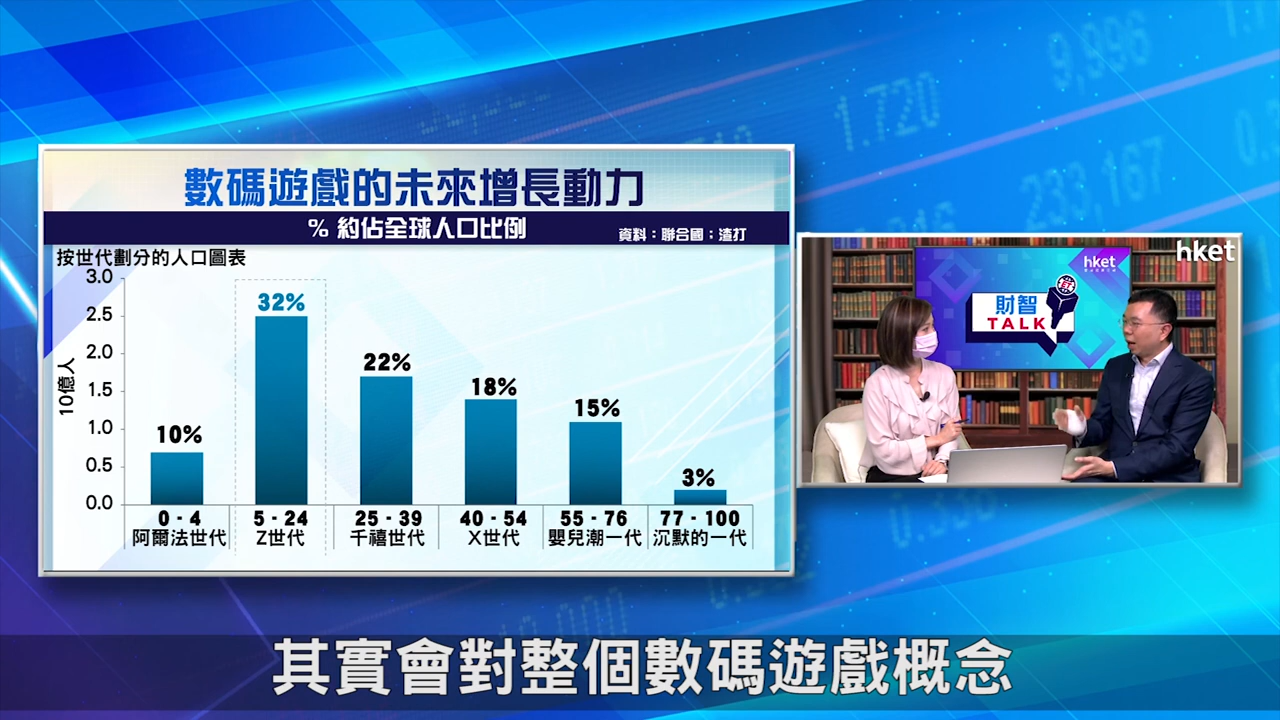 數碼遊戲的未來增長動力
% 約佔全球人口比例
資料：聯合國；渣打
按世代劃分的人口圖表
10億人
3.0
2.5
2.0
1.5
1.0
0.5
0.0
10%
32%
22%
18%
15%
3%
0 - 4
5 - 24
25 - 39
40 - 54
55 - 76
77 - 100
阿爾法世代
Z世代
千禧世代
X世代
嬰兒潮一代
沉默的一代
hket
hket
財智
TALK
9,996
1.720
233,167
其實會對整個數碼遊戲概念